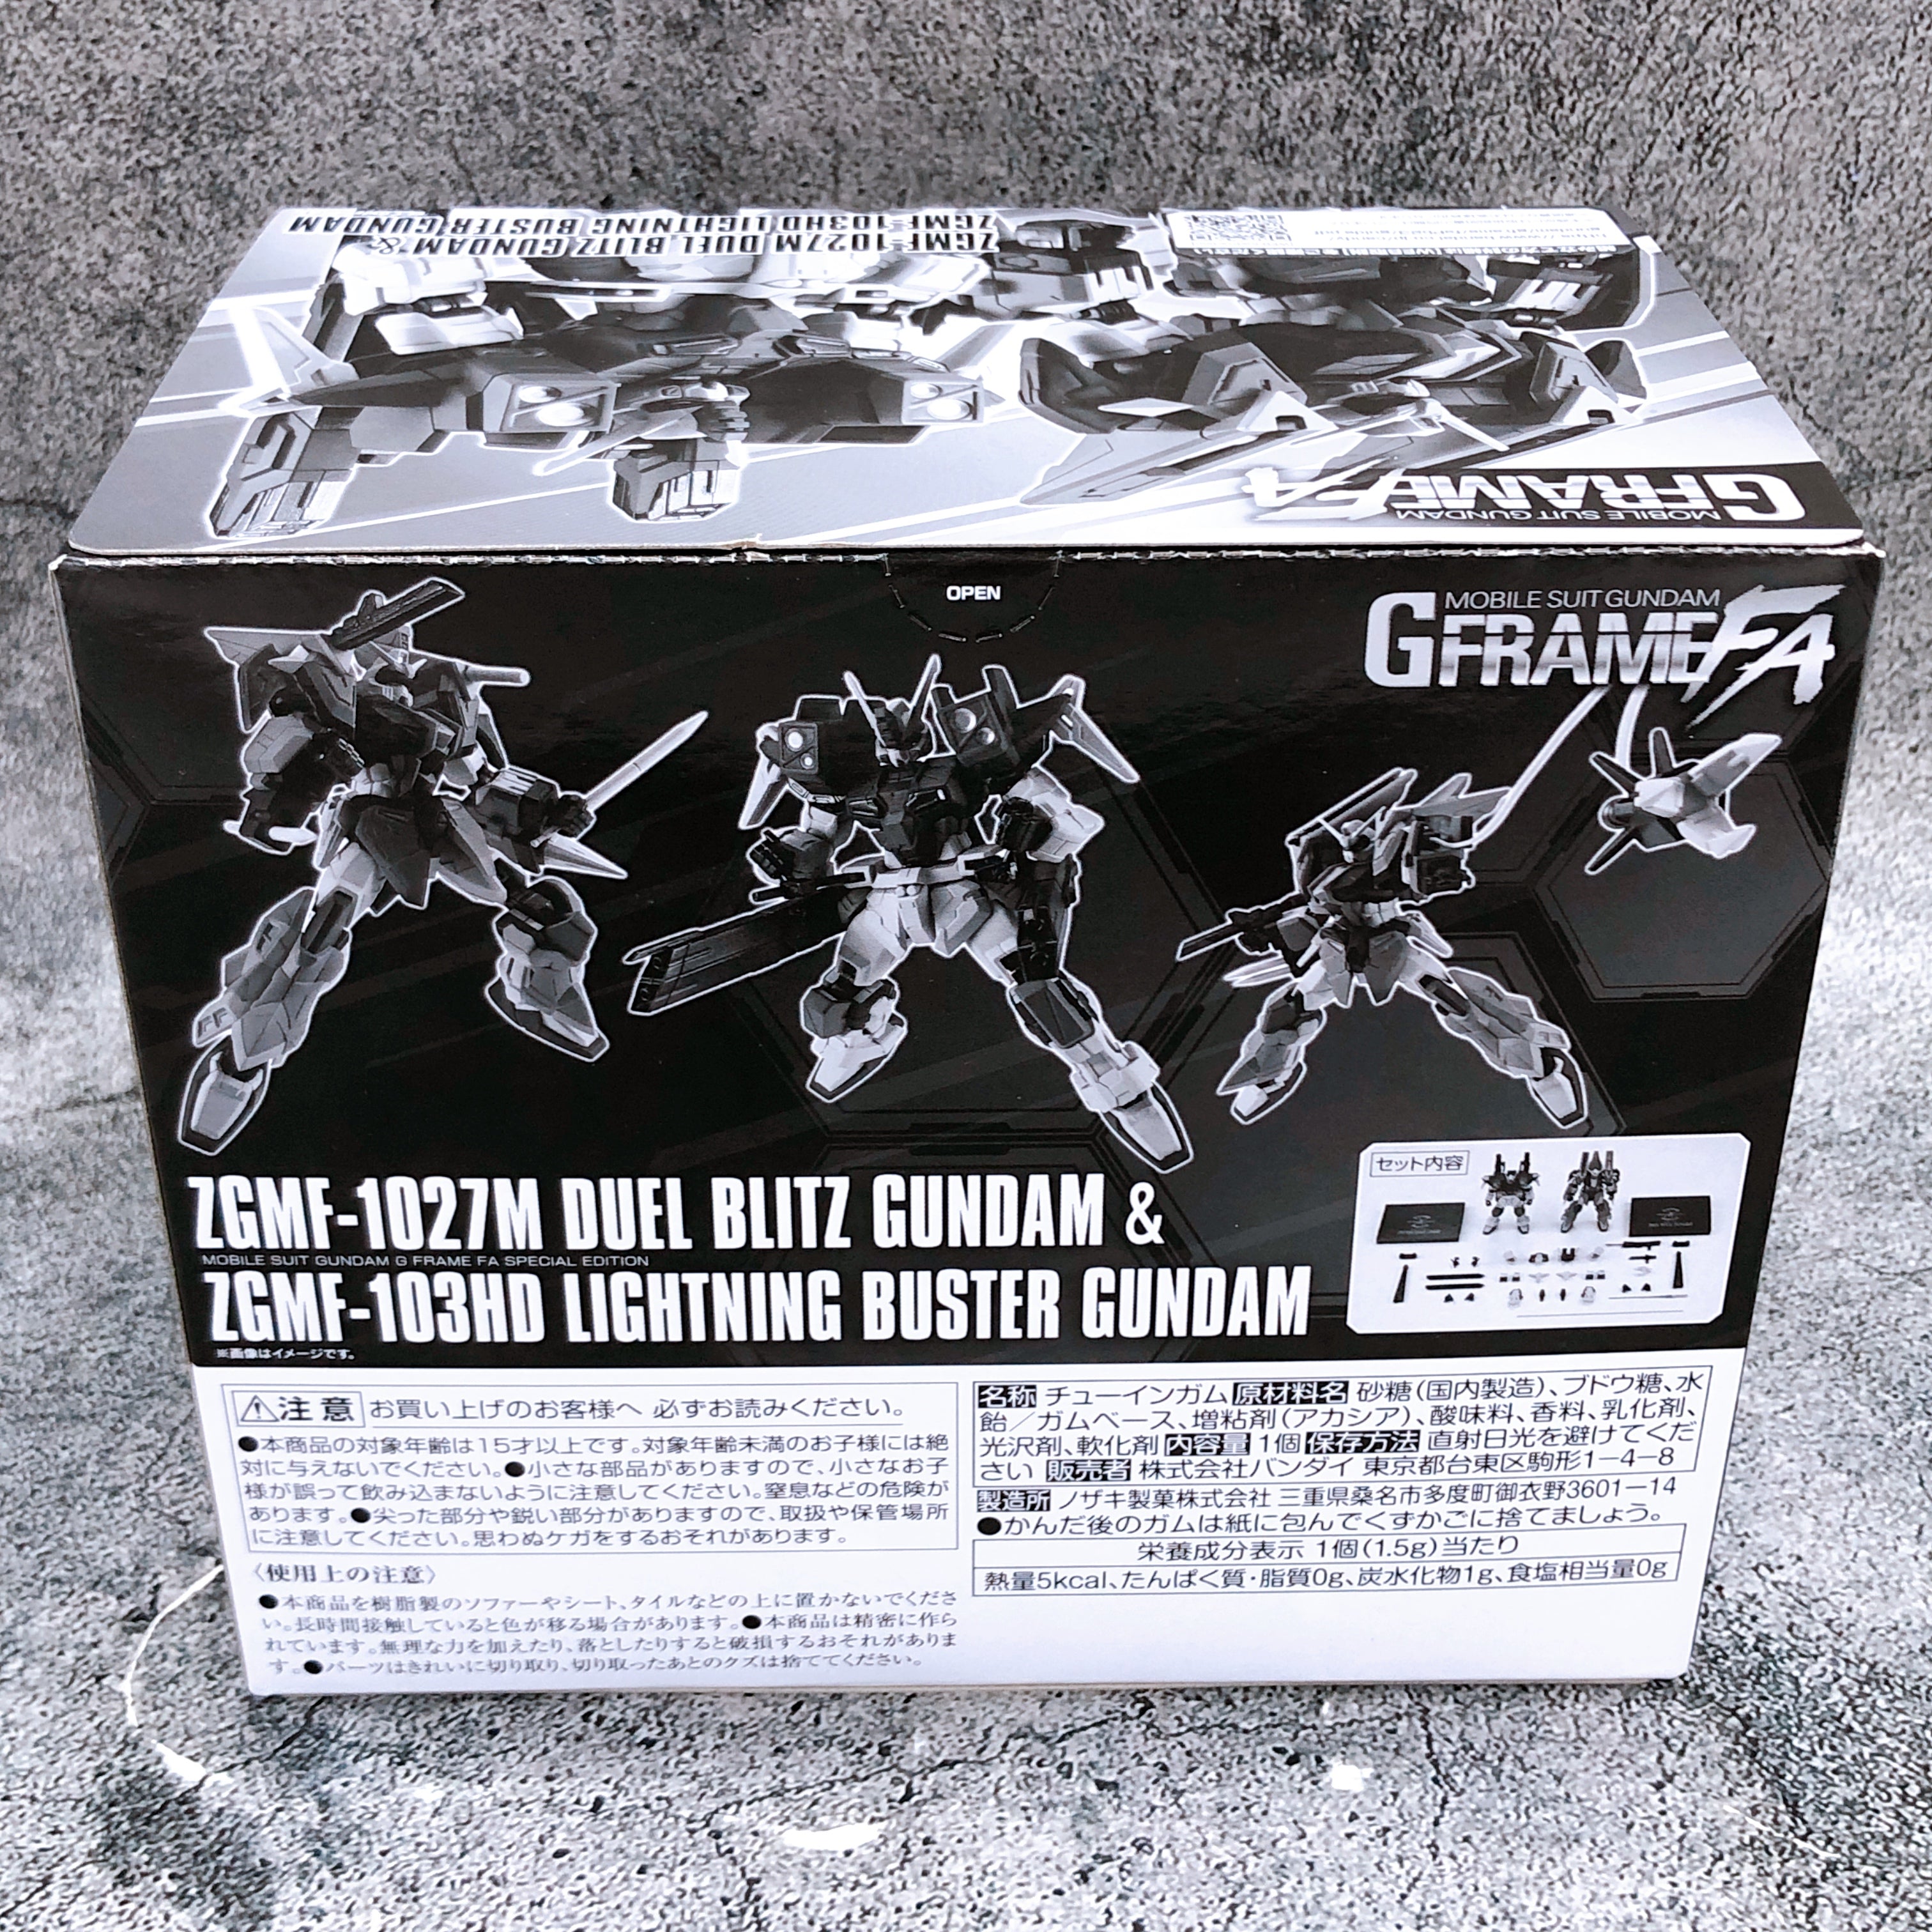 ZGMF-1027M DUEL BLITZ GUNDAM &
ZGMF-103HD LIGHTNING BUSTER GUNDAM
MOBILE SUIT GUNDAM
G FRAME FA
OPEN
MOBILE SUIT GUNDAM
G FRAME FA
セット内容
ZGMF-1027M DUEL BLITZ GUNDAM &
MOBILE SUIT GUNDAM G FRAME FA SPECIAL EDITION
ZGMF-103HD LIGHTNING BUSTER GUNDAM
※画像はイメージです。
⚠注意 お買い上げのお客様へ 必ずお読みください。
●本商品の対象年齢は15才以上です。対象年齢未満のお子様には絶
対に与えないでください。●小さな部品がありますので、小さなお子
様が誤って飲み込まないように注意してください。窒息などの危険が
あります。●尖った部分や鋭い部分がありますので、取扱や保管場所
に注意してください。思わぬケガをするおそれがあります。
〈使用上の注意〉
●本商品を樹脂製のソファーやシート、タイルなどの上に置かないでくださ
い。長時間接触していると色が移る場合があります。●本商品は精密に作ら
れています。無理な力を加えたり、落としたりすると破損するおそれがありま
す。●パーツはきれいに切り取り、切り取ったあとのクズは捨ててください。
名称 チューインガム 原材料名 砂糖(国内製造)、ブドウ糖、水
飴／ガムベース、増粘剤(アカシア)、酸味料、香料、乳化剤、
光沢剤、軟化剤 内容量 1個 保存方法 直射日光を避けてくだ
さい 販売者 株式会社バンダイ 東京都台東区駒形1-4-8
製造所 ノザキ製菓株式会社 三重県桑名市多度町御衣野3601-14
●かんだ後のガムは紙に包んでくずかごに捨てましょう。
栄養成分表示 1個(1.5g)当たり
熱量5kcal、たんぱく質・脂質0g、炭水化物1g、食塩相当量0g